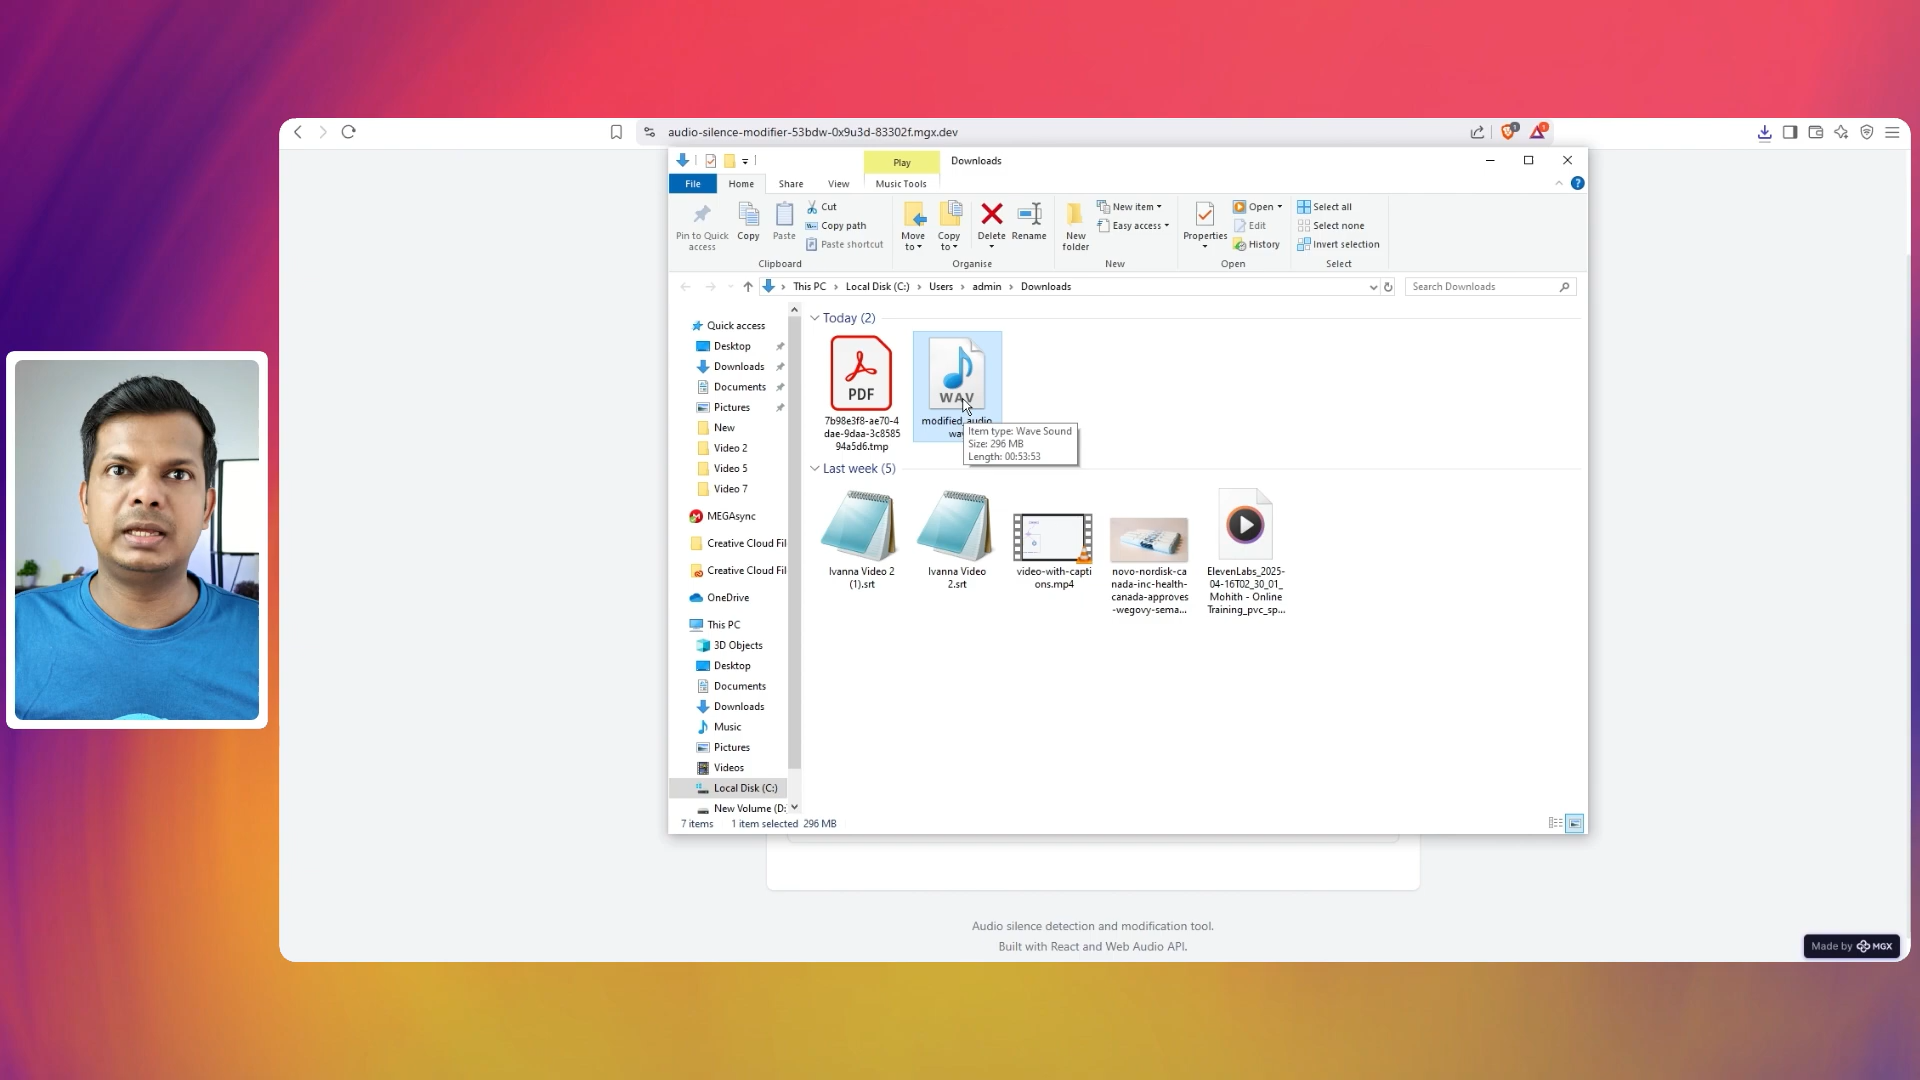 audio-silence-modifier-53bdw-0x9u3d-83302f.mgx.dev
Play
Downloads
File
Home
Share
View
Music Tools
Pin to Quick access
Copy
Paste
Cut
Copy path
Paste shortcut
Clipboard
Move to
Copy to
Delete
Rename
Organise
New folder
New item
Easy access
New
Properties
Open
Edit
History
Open
Select all
Select none
Invert selection
Select
This PC
Local Disk (C:)
Users
admin
Downloads
Search Downloads
Quick access
Desktop
Downloads
Documents
Pictures
New
Video 2
Video 5
Video 7
MEGAsync
Creative Cloud Fil
Creative Cloud Fil
OneDrive
This PC
3D Objects
Desktop
Documents
Downloads
Music
Pictures
Videos
Local Disk (C:)
New Volume (D:
Today (2)
PDF
7b98e3f8-ae70-4
dae-9daa-3c8585
94a5d6.tmp
WAV
modified_audio.
wav
Item type: Wave Sound
Size: 296 MB
Length: 00:53:53
Last week (5)
Ivanna Video 2
(1).srt
Ivanna Video
2.srt
video-with-capti
ons.mp4
novo-nordisk-ca
nada-inc-health-
canada-approves
-wegovy-sema...
ElevenLabs_2025-
04-16T02_30_01_
Mohith - Online
Training_pvc_sp...
7 items
1 item selected 296 MB
Audio silence detection and modification tool.
Built with React and Web Audio API.
Made by MGX